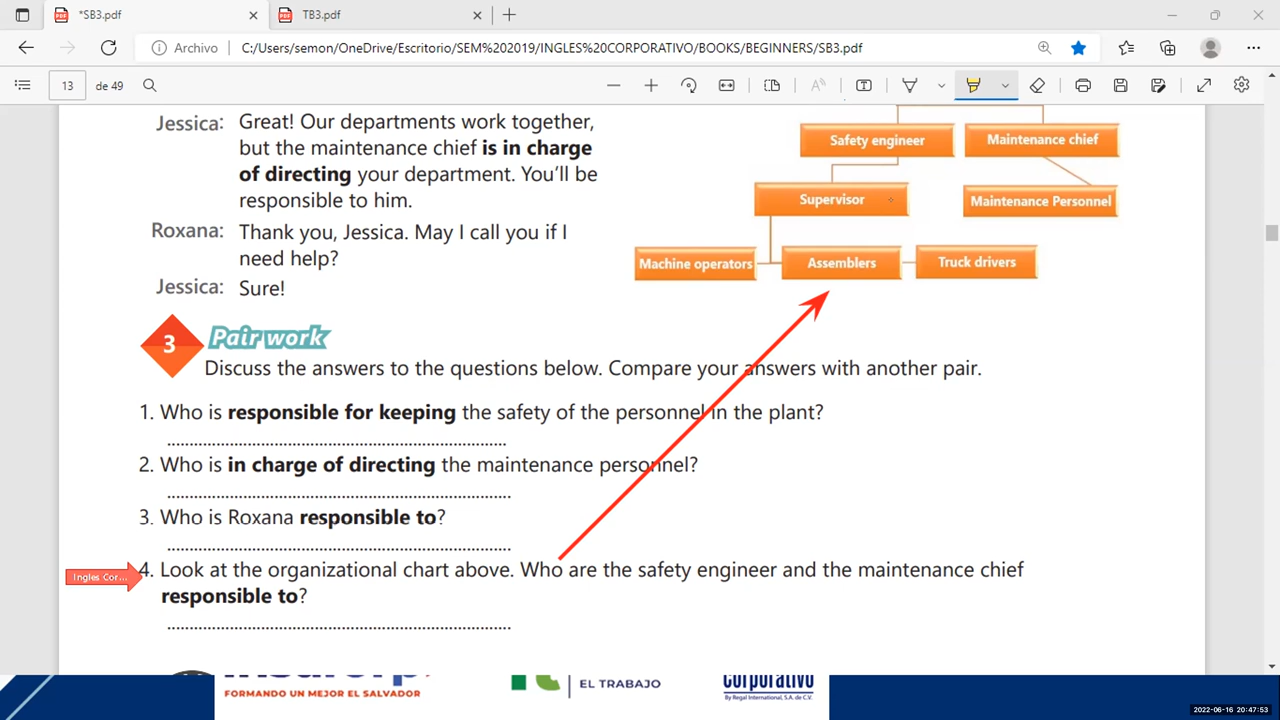 *SB3.pdf
TB3.pdf
Archivo
C:/Users/semon/OneDrive/Escritorio/SEM%202019/INGLES%20CORPORATIVO/BOOKS/BEGINNERS/SB3.pdf
13 de 49
Jessica: Great! Our departments work together,
but the maintenance chief is in charge
of directing your department. You'll be
responsible to him.
Roxana: Thank you, Jessica. May I call you if I
need help?
Jessica: Sure!
Safety engineer
Maintenance chief
Supervisor
Maintenance Personnel
Machine operators
Assemblers
Truck drivers
3 Pair work
Discuss the answers to the questions below. Compare your answers with another pair.
1. Who is responsible for keeping the safety of the personnel in the plant?
2. Who is in charge of directing the maintenance personnel?
3. Who is Roxana responsible to?
Ingles Cor...
4. Look at the organizational chart above. Who are the safety engineer and the maintenance chief
responsible to?
FORMANDO UN MEJOR EL SALVADOR
EL TRABAJO
corporativo
By Regal International, S.A. de C.V.
2022-06-16 20:47:53